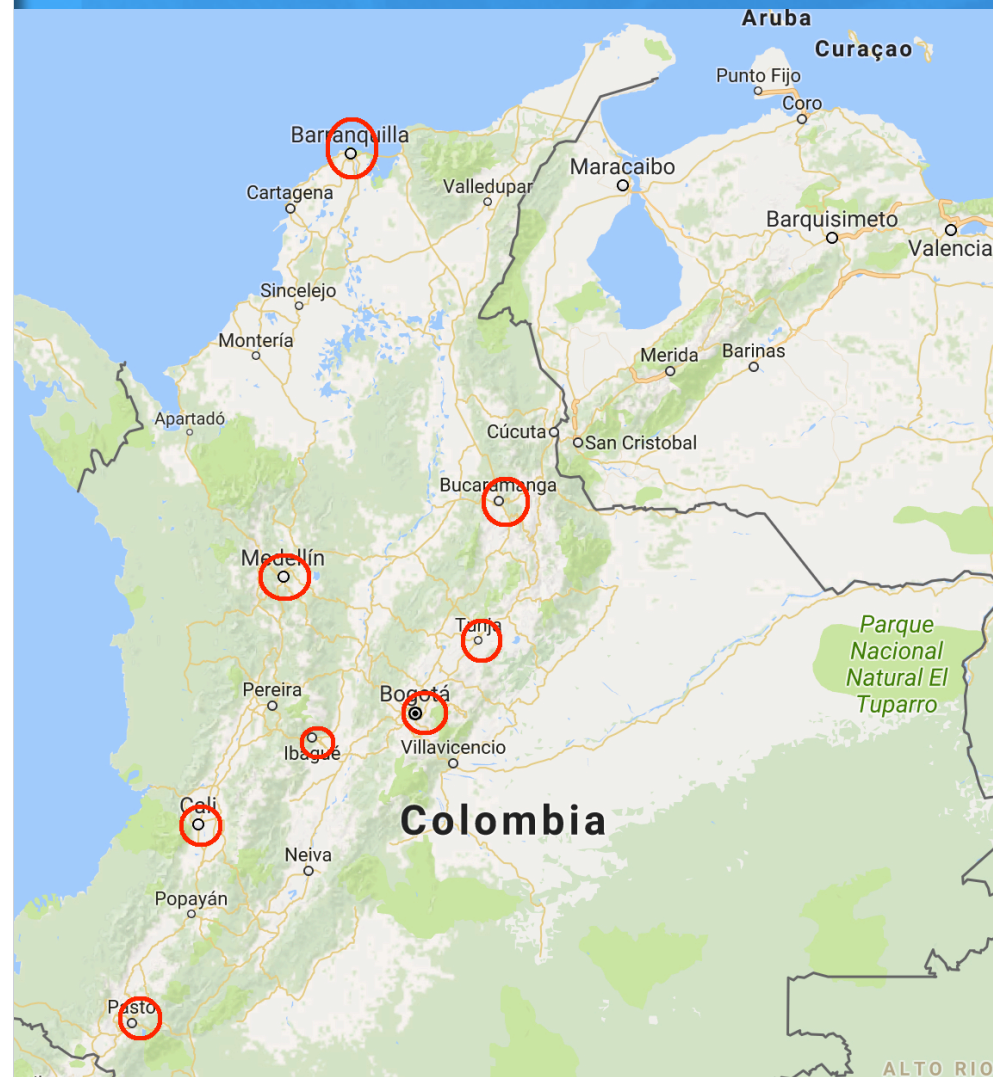 Aruba
Curaçao
Punto Fijo
Coro
Barranquilla
Maracaibo
Cartagena
Valledupar
Barquisimeto
Valencia
Sincelejo
Montería
Merida
Barinas
Apartadó
Cúcuta
San Cristobal
Bucaramanga
Medellín
Tunja
Parque
Nacional
Natural El
Tuparro
Pereira
Bogotá
Ibagué
Villavicencio
Cali
Colombia
Neiva
Popayán
Pasto
ALTO RIO